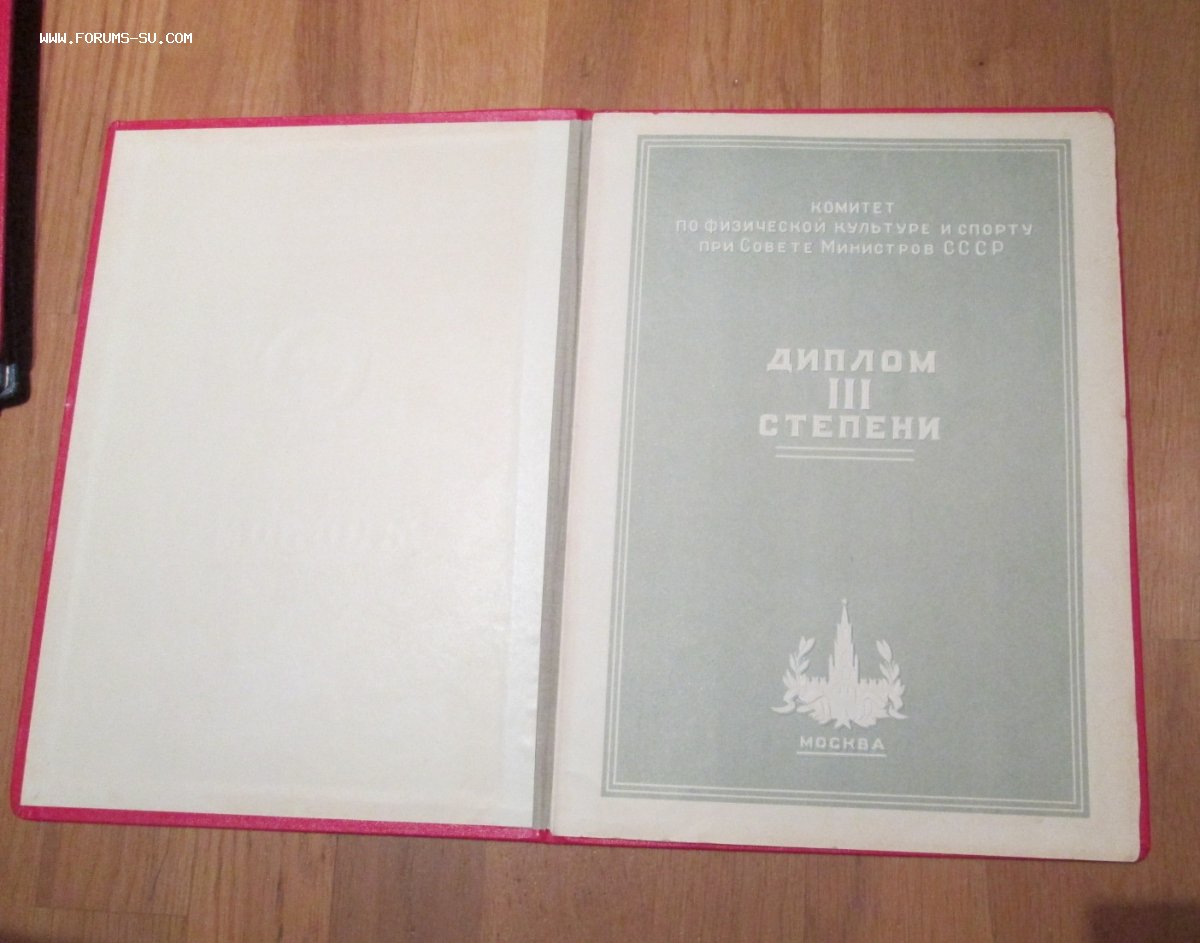 WWW.FORUMS-SU.COM
КОМИТЕТ
ПО ФИЗИЧЕСКОЙ КУЛЬТУРЕ И СПОРТУ
ПРИ СОВЕТЕ МИНИСТРОВ СССР
ДИПЛОМ
III
СТЕПЕНИ
МОСКВА